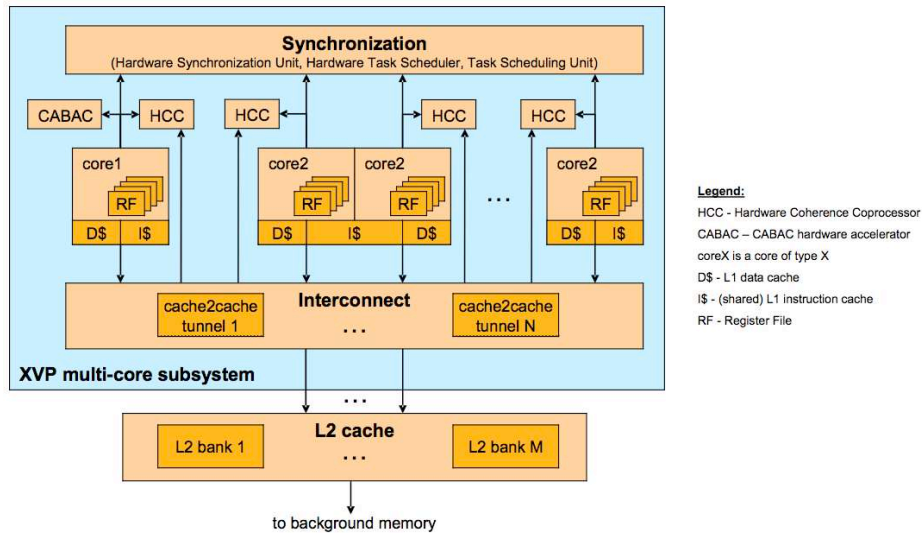 Synchronization
(Hardware Synchronization Unit, Hardware Task Scheduler, Task Scheduling Unit)
CABAC
HCC
HCC
HCC
HCC
core1
RF
D$
I$
core2
RF
core2
RF
D$
I$
D$
...
core2
RF
D$
I$
Interconnect
cache2cache
tunnel 1
...
cache2cache
tunnel N
XVP multi-core subsystem
...
L2 cache
L2 bank 1
...
L2 bank M
to background memory
Legend:
HCC - Hardware Coherence Coprocessor
CABAC – CABAC hardware accelerator
coreX is a core of type X
D$ - L1 data cache
I$ - (shared) L1 instruction cache
RF - Register File